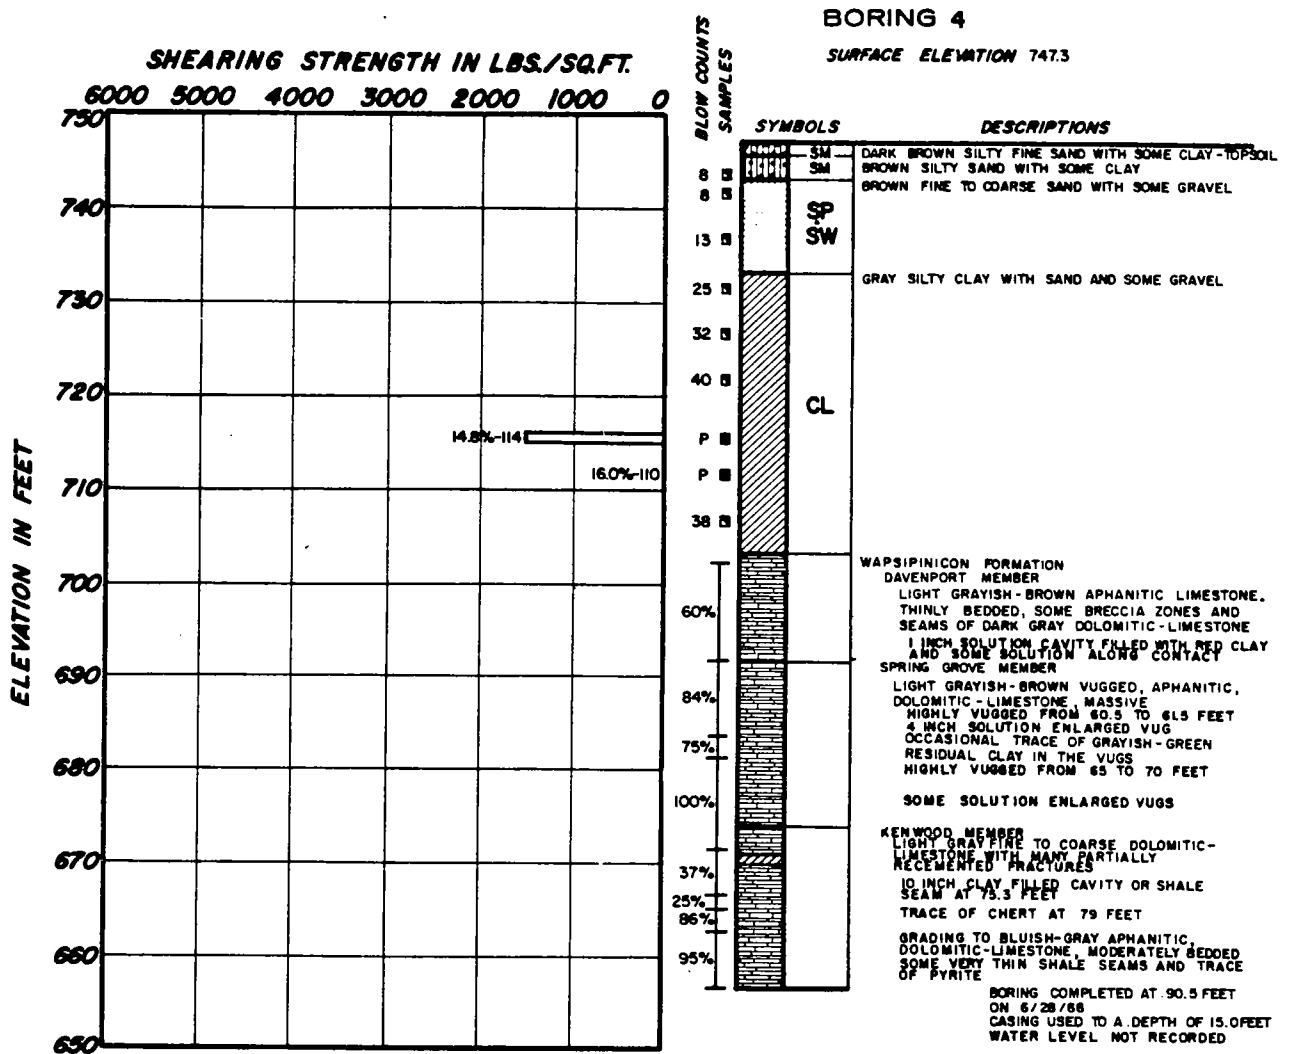 BORING 4
SURFACE ELEVATION 747.3
SHEARING STRENGTH IN LBS./SQ.FT.
6000 5000 4000 3000 2000 1000 0
BLOW COUNTS
SAMPLES
SYMBOLS
DESCRIPTIONS
ELEVATION IN FEET
750
740
730
720
710
700
690
680
670
660
650
14.8%-114
16.0%-110
8
8
13
25
32
40
P
P
38
60%
84%
75%
100%
37%
25%
86%
95%
SM
SM
SP
SW
CL
DARK BROWN SILTY FINE SAND WITH SOME CLAY-TOPSOIL
BROWN SILTY SAND WITH SOME CLAY
BROWN FINE TO COARSE SAND WITH SOME GRAVEL
GRAY SILTY CLAY WITH SAND AND SOME GRAVEL
WAPSIPINICON FORMATION
DAVENPORT MEMBER
LIGHT GRAYISH-BROWN APHANITIC LIMESTONE.
THINLY BEDDED, SOME BRECCIA ZONES AND
SEAMS OF DARK GRAY DOLOMITIC-LIMESTONE
1 INCH SOLUTION CAVITY FILLED WITH RED CLAY
AND SOME SOLUTION ALONG CONTACT
SPRING GROVE MEMBER
LIGHT GRAYISH-BROWN VUGGED, APHANITIC,
DOLOMITIC-LIMESTONE, MASSIVE
HIGHLY VUGGED FROM 60.5 TO 61.5 FEET
4 INCH SOLUTION ENLARGED VUG
OCCASIONAL TRACE OF GRAYISH-GREEN
RESIDUAL CLAY IN THE VUGS
HIGHLY VUGGED FROM 65 TO 70 FEET
SOME SOLUTION ENLARGED VUGS
KENWOOD MEMBER
LIGHT GRAY FINE TO COARSE DOLOMITIC-
LIMESTONE WITH MANY PARTIALLY
RECEMENTED FRACTURES
10 INCH CLAY FILLED CAVITY OR SHALE
SEAM AT 75.3 FEET
TRACE OF CHERT AT 79 FEET
GRADING TO BLUISH-GRAY APHANITIC,
DOLOMITIC-LIMESTONE, MODERATELY BEDDED
SOME VERY THIN SHALE SEAMS AND TRACE
OF PYRITE
BORING COMPLETED AT 90.5 FEET
ON 6/28/68
CASING USED TO A DEPTH OF 15.0FEET
WATER LEVEL NOT RECORDED